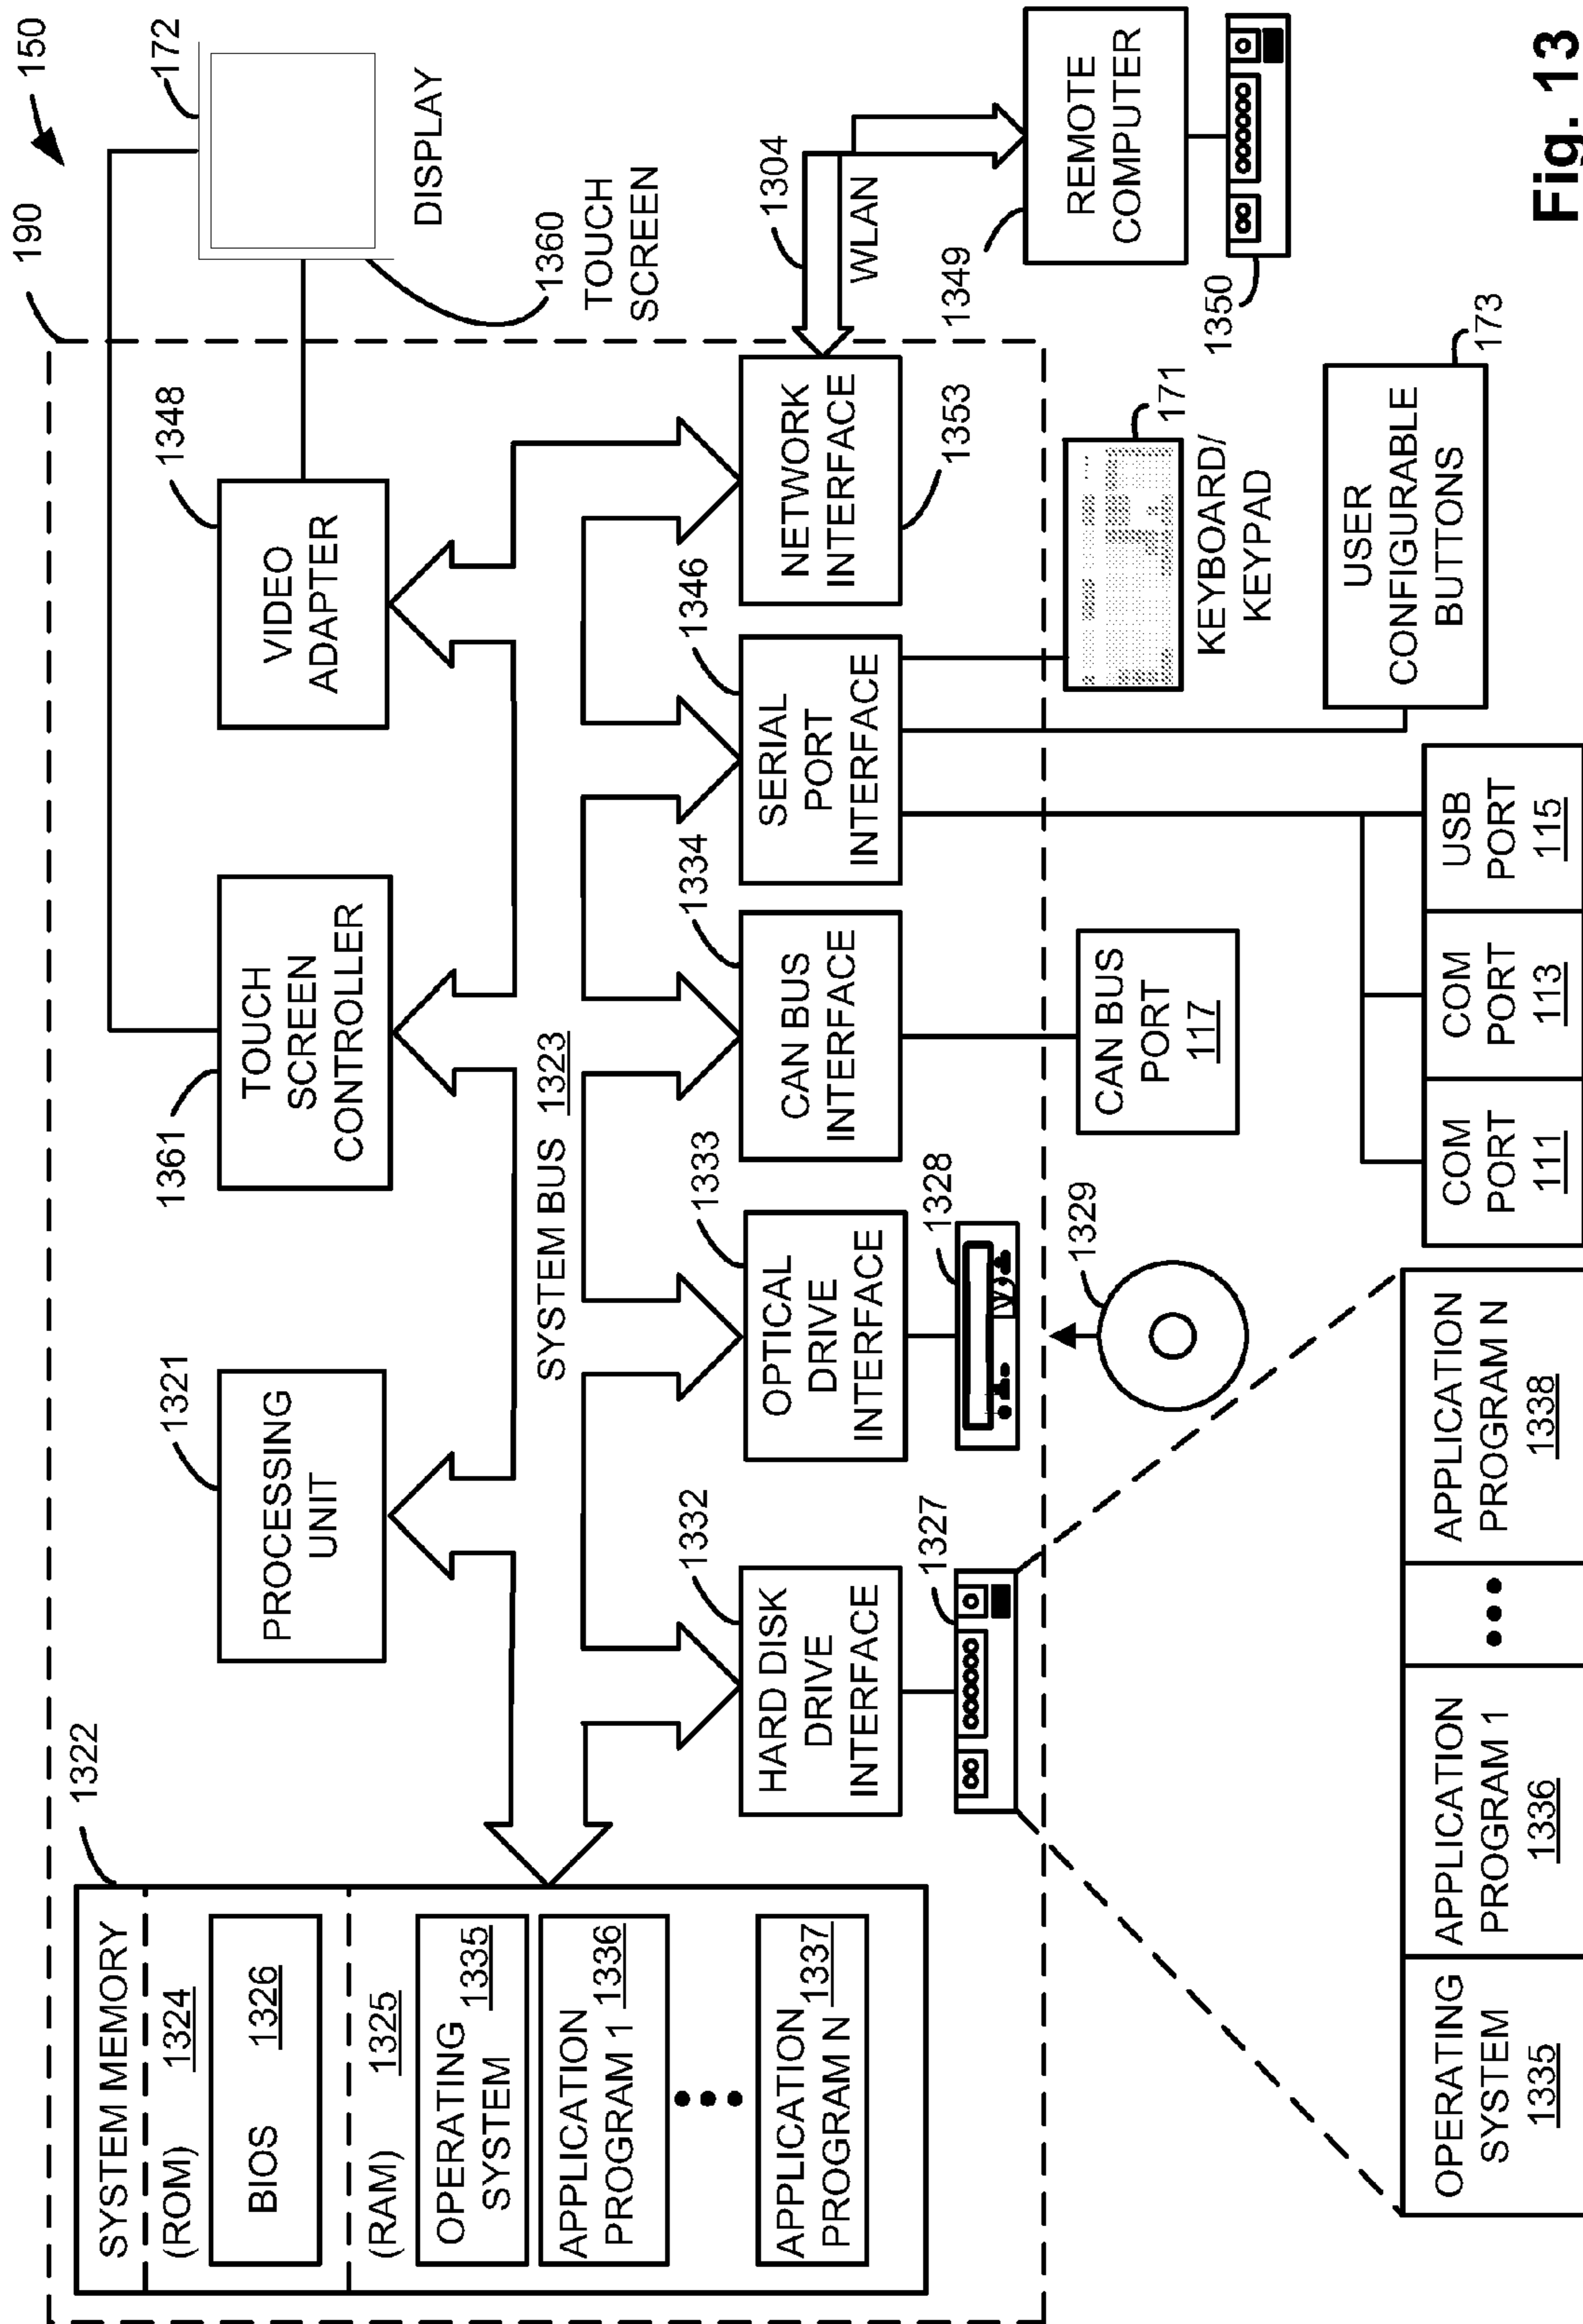 190
150
172
DISPLAY
1360
TOUCH
SCREEN
1348
VIDEO
ADAPTER
1361
TOUCH
SCREEN
CONTROLLER
1321
PROCESSING
UNIT
1322
SYSTEM MEMORY
(ROM) 1324
BIOS 1326
(RAM) 1325
OPERATING
SYSTEM
1335
APPLICATION
PROGRAM 1
1336
•••
APPLICATION
PROGRAM N
1337
SYSTEM BUS 1323
1332
HARD DISK
DRIVE
INTERFACE
1333
OPTICAL
DRIVE
INTERFACE
1334
CAN BUS
INTERFACE
1346
SERIAL
PORT
INTERFACE
NETWORK
INTERFACE
1353
1304
WLAN
1349
REMOTE
COMPUTER
1350
1327
1328
1329
CAN BUS
PORT
117
171
KEYBOARD/
KEYPAD
173
USER
CONFIGURABLE
BUTTONS
OPERATING
SYSTEM
1335
APPLICATION
PROGRAM 1
1336
•••
APPLICATION
PROGRAM N
1338
COM
PORT
111
COM
PORT
113
USB
PORT
115
Fig. 13